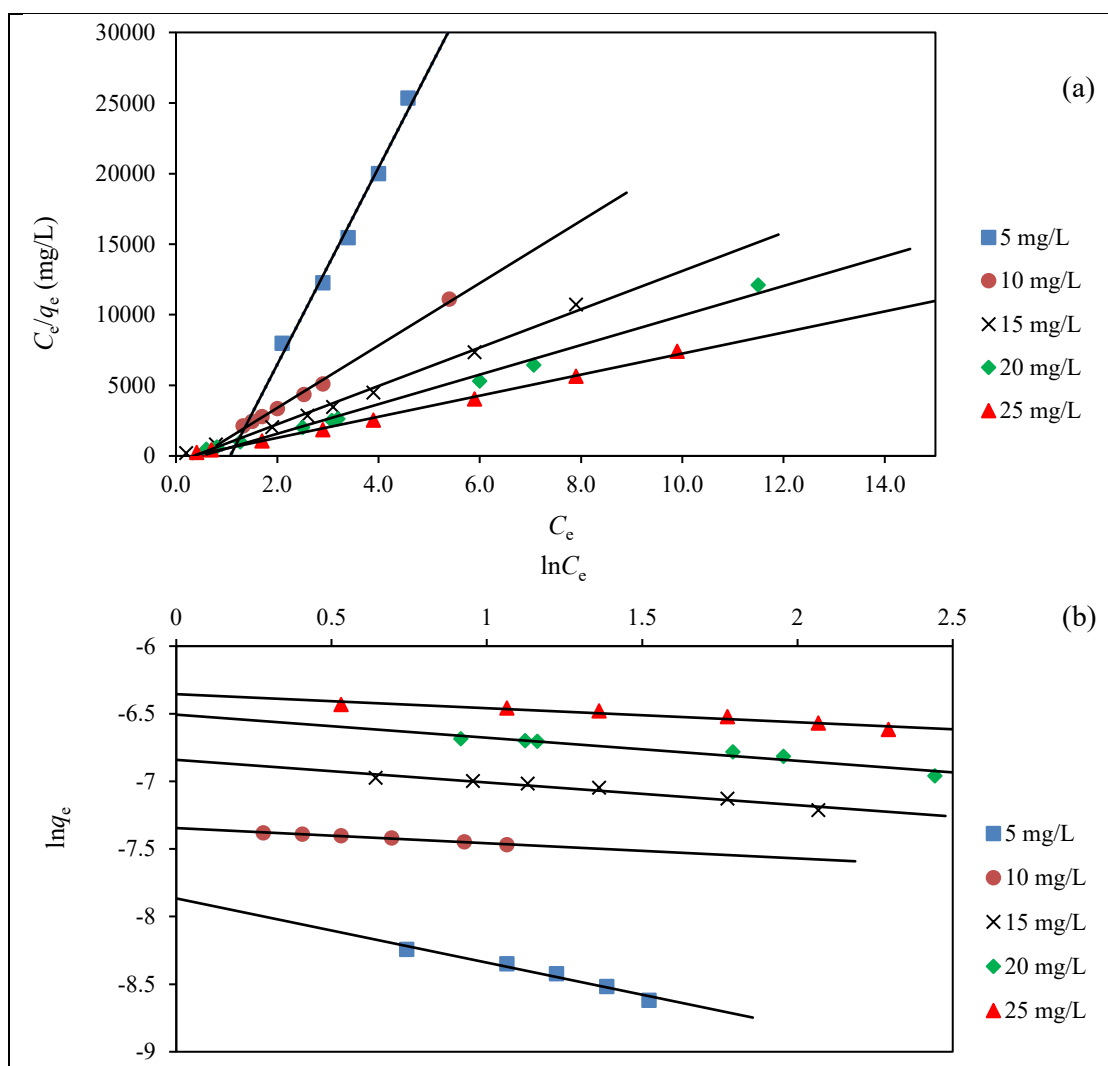 (a)
30000
25000
20000
15000
10000
5000
0
0.0 2.0 4.0 6.0 8.0 10.0 12.0 14.0
Ce/qe (mg/L)
Ce
5 mg/L
10 mg/L
15 mg/L
20 mg/L
25 mg/L
lnCe
(b)
0 0.5 1 1.5 2 2.5
-6
-6.5
-7
-7.5
-8
-8.5
-9
lnqe
5 mg/L
10 mg/L
15 mg/L
20 mg/L
25 mg/L